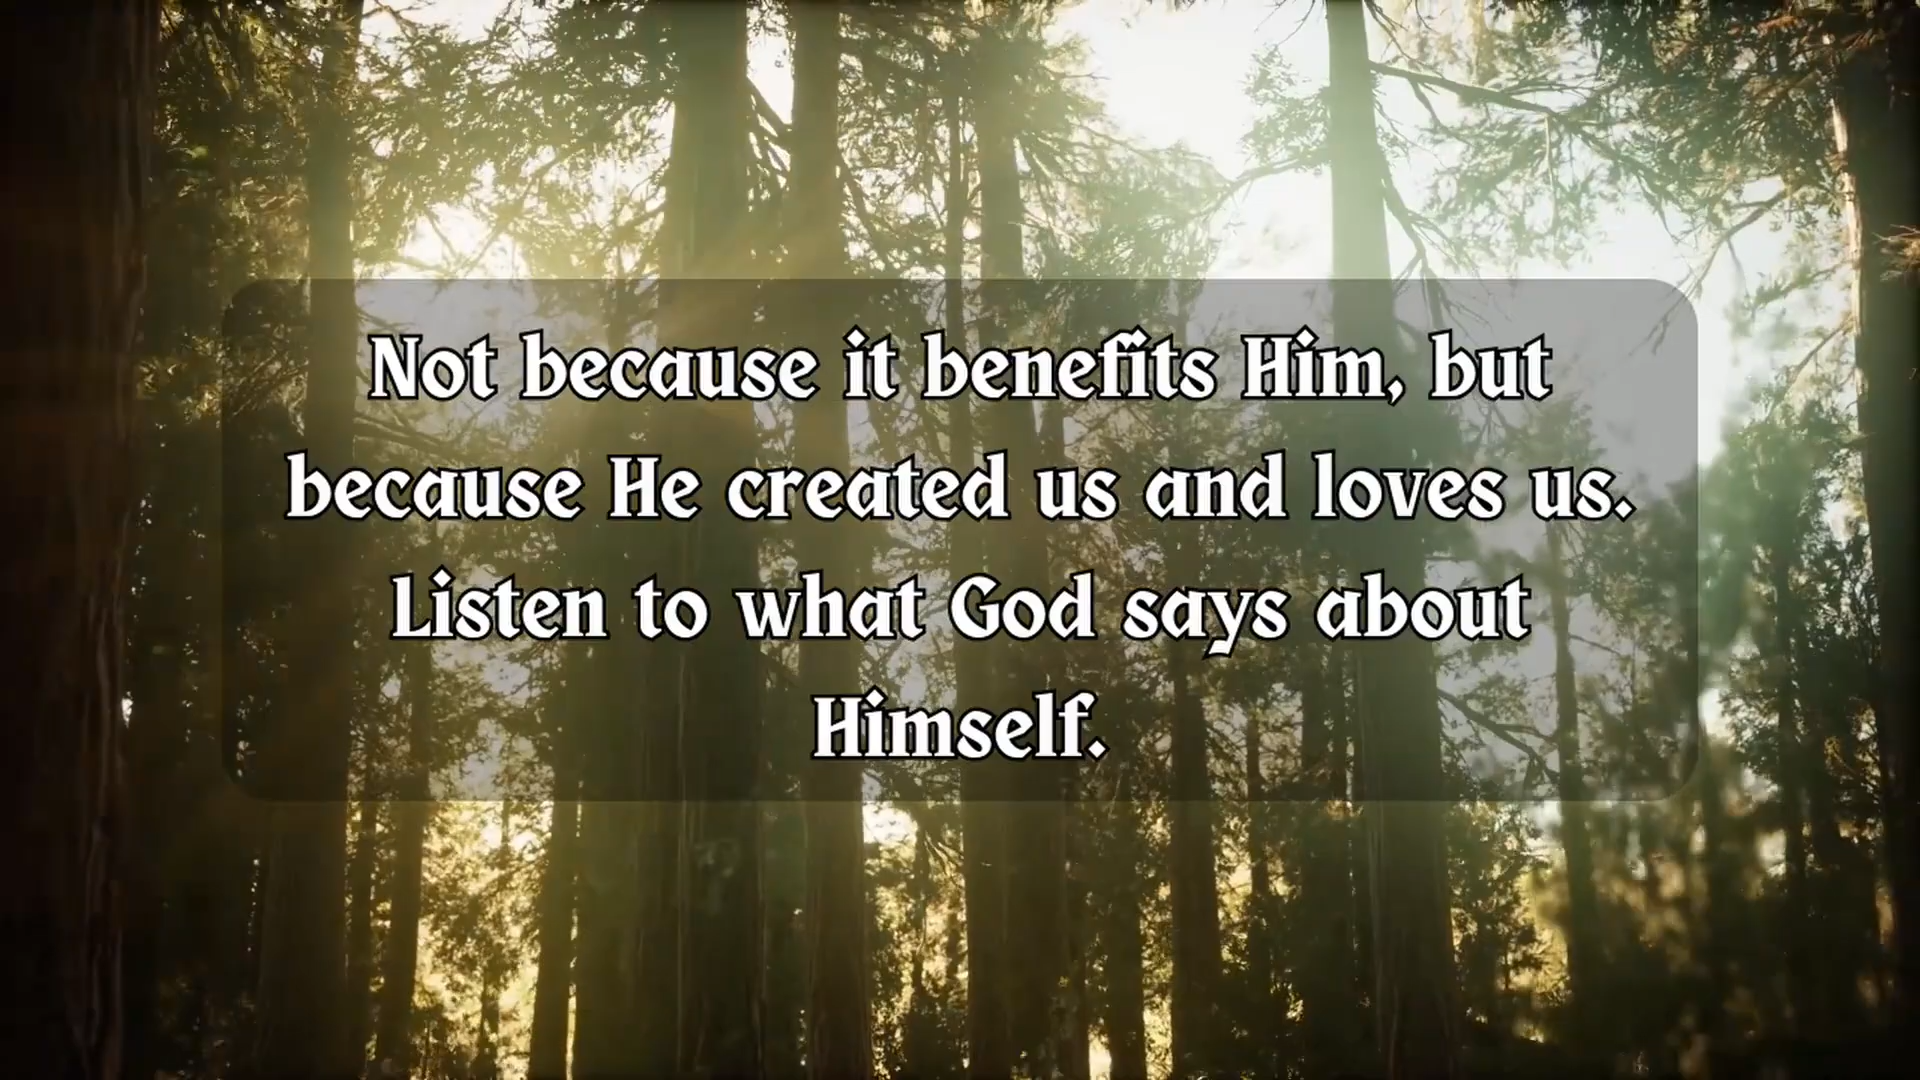 Not because it benefits Him, but
because He created us and loves us.
Listen to what God says about
Himself.